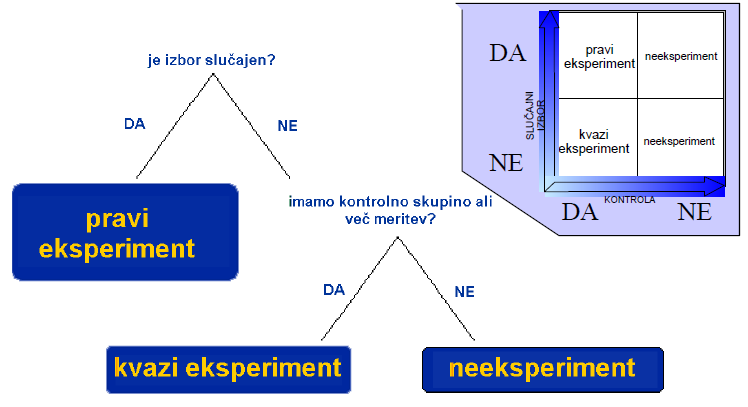 je izbor slučajen?
DA
NE
pravi
eksperiment
imamo kontrolno skupino ali
več meritev?
DA
NE
kvazi eksperiment
neeksperiment
DA
NE
SLUČAJNI
IZBOR
pravi
eksperiment
neeksperiment
kvazi
eksperiment
neeksperiment
KONTROLA
DA
NE